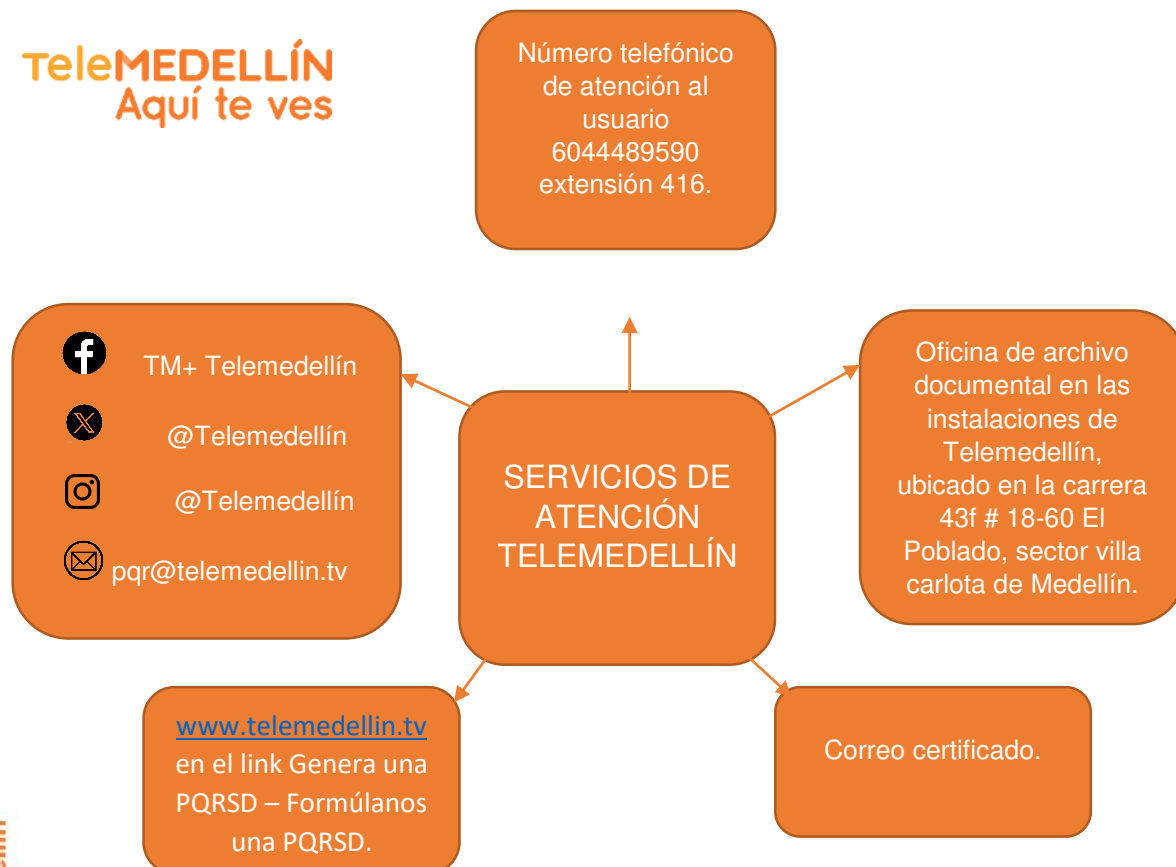 TeleMEDELLÍN
Aquí te ves
Número telefónico
de atención al
usuario
6044489590
extensión 416.
TM+ Telemedellín
@Telemedellín
@Telemedellín
pqr@telemedellin.tv
SERVICIOS DE
ATENCIÓN
TELEMEDELLÍN
Oficina de archivo
documental en las
instalaciones de
Telemedellín,
ubicado en la carrera
43f # 18-60 El
Poblado, sector villa
carlota de Medellín.
www.telemedellin.tv
en el link Genera una
PQRSD – Formúlanos
una PQRSD.
Correo certificado.